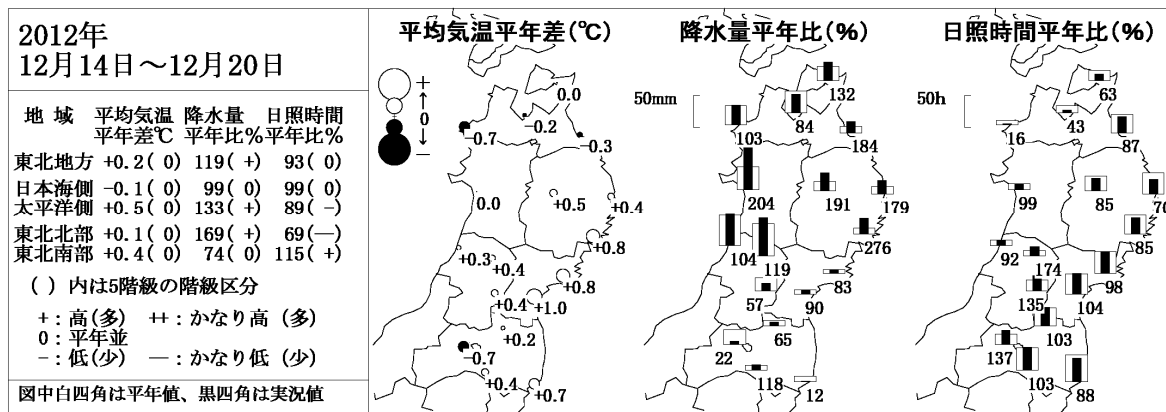 2012年
12月14日～12月20日
地 域 平均気温 降水量 日照時間
平年差℃ 平年比% 平年比%
東北地方 +0.2( 0) 119( +) 93( 0)
日本海側 -0.1( 0) 99( 0) 99( 0)
太平洋側 +0.5( 0) 133( +) 89( -)
東北北部 +0.1( 0) 169( +) 69(--)
東北南部 +0.4( 0) 74( 0) 115( +)
( ) 内は5階級の階級区分
+：高(多) ++：かなり高 (多)
0：平年並
-：低(少) --：かなり低 (少)
図中白四角は平年値、黒四角は実況値
平均気温平年差(℃)
+
0
-
0.0
-0.2
-0.7
-0.3
0.0
+0.5
+0.4
+0.8
+0.3
+0.4
+0.8
+0.4
+1.0
+0.2
-0.7
+0.4
+0.7
降水量平年比(%)
50mm
132
84
103
184
204
191
179
276
104
119
83
57
90
65
22
118
12
日照時間平年比(%)
50h
63
43
16
87
99
85
70
85
92
174
98
135
104
103
137
103
88